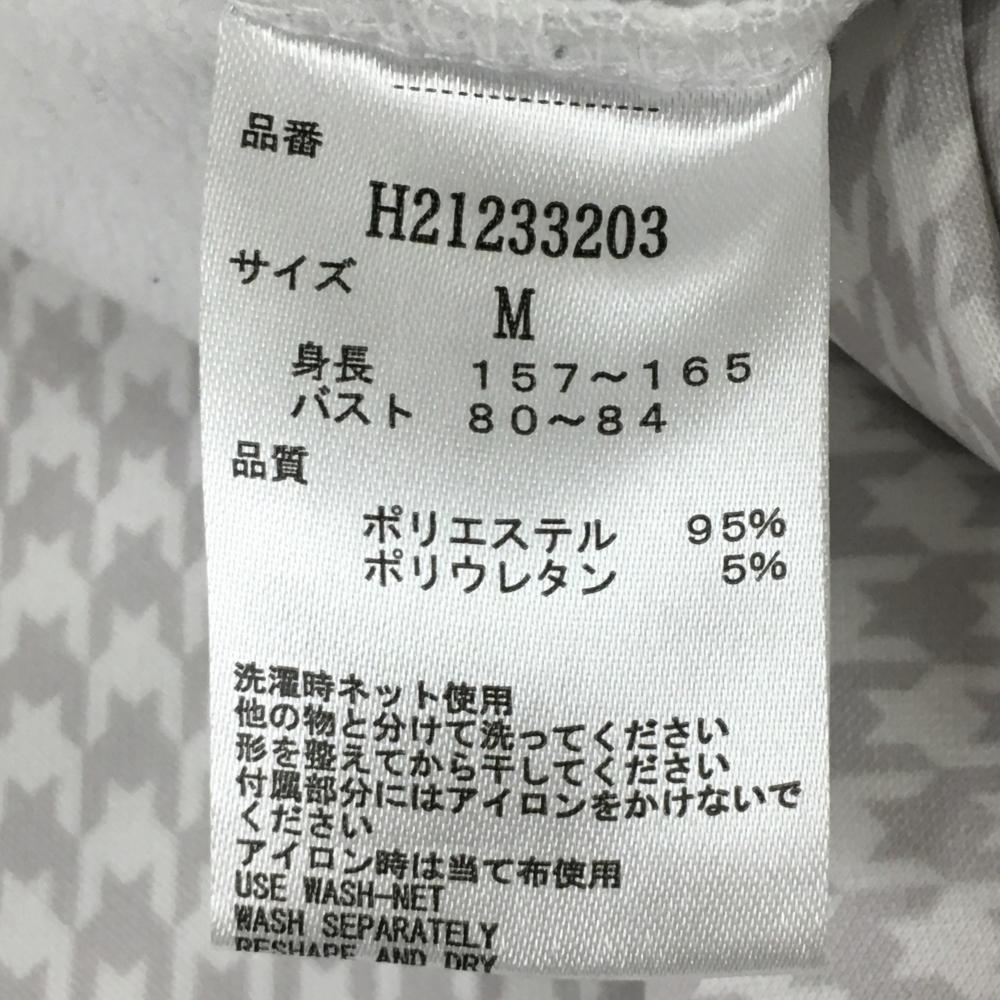 品番
H21233203
サイズ
M
身長 157～165
バスト 80～84
品質
ポリエステル 95%
ポリウレタン 5%
洗濯時ネット使用
他の物と分けて洗ってください
形を整えてから干してください
付属部分にはアイロンをかけないで
ください
アイロン時は当て布使用
USE WASH-NET
WASH SEPARATELY
RESHAPE AND DRY